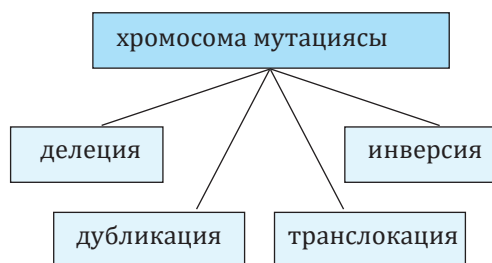 хромосома мутациясы
делеция
инверсия
дубликация
транслокация